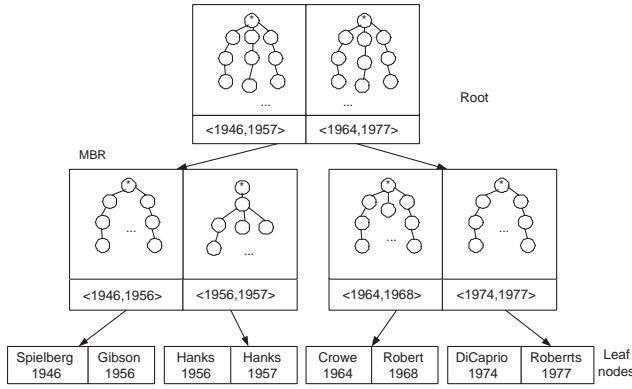 * *
... ...
Root
<1946,1957> <1964,1977>
MBR
* * * *
... ... ... ...
<1946,1956> <1956,1957> <1964,1968> <1974,1977>
Spielberg Gibson Hanks Hanks Crowe Robert DiCaprio Roberrts Leaf
1946 1956 1956 1957 1964 1968 1974 1977 nodes